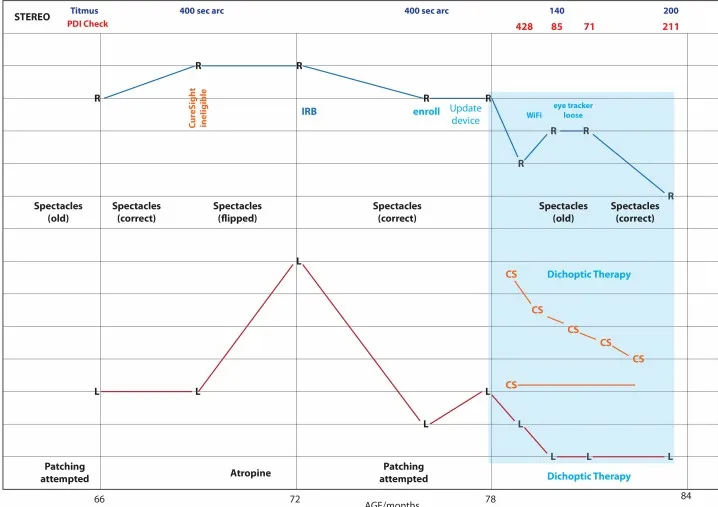 STEREO
Titmus 400 sec arc 400 sec arc 140 200
PDI Check 428 85 71 211
R R
CureSight
ineligible
R IRB enroll R R
Update
device
WiFi
eye tracker
loose
R R
R
R
Spectacles Spectacles Spectacles Spectacles Spectacles Spectacles
(old) (correct) (flipped) (correct) (old) (correct)
L
CS Dichoptic Therapy
CS
CS
CS
CS
CS
L L L
L L
L L L
Patching Atropine Patching
attempted attempted
Dichoptic Therapy
66 72 78 84
AGE/months